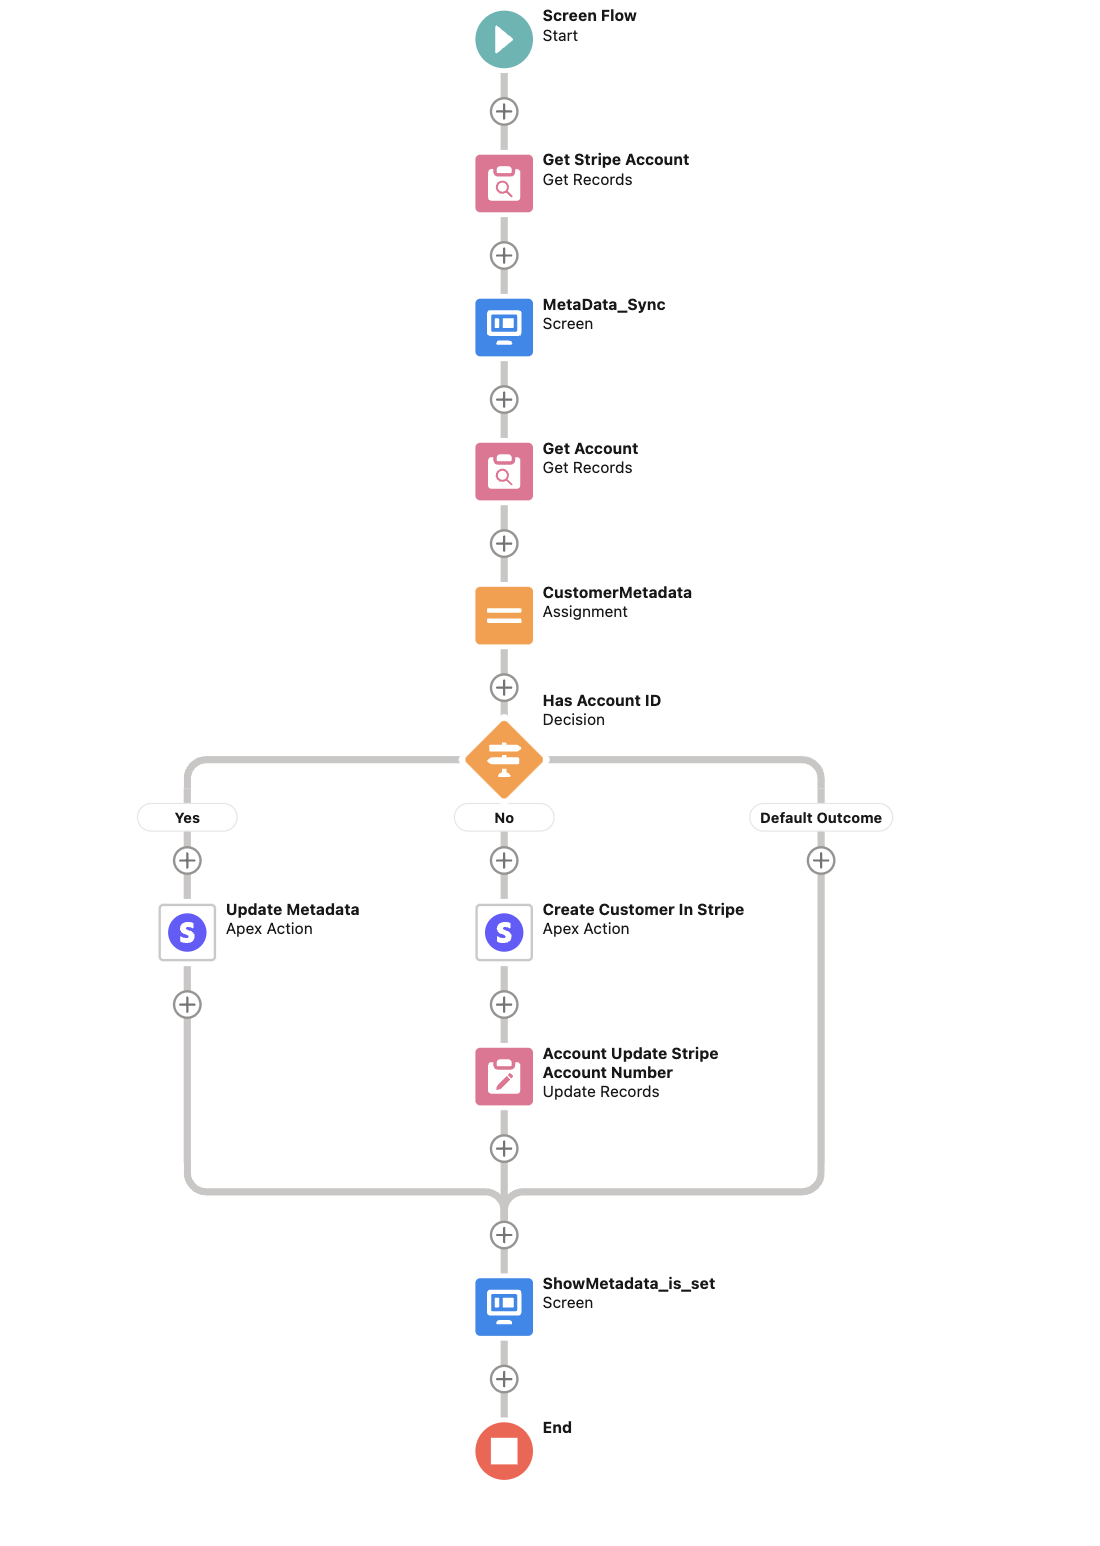 Screen Flow
Start
Get Stripe Account
Get Records
MetaData_Sync
Screen
Get Account
Get Records
CustomerMetadata
Assignment
Has Account ID
Decision
Yes
No
Default Outcome
Update Metadata
Apex Action
Create Customer In Stripe
Apex Action
Account Update Stripe
Account Number
Update Records
ShowMetadata_is_set
Screen
End